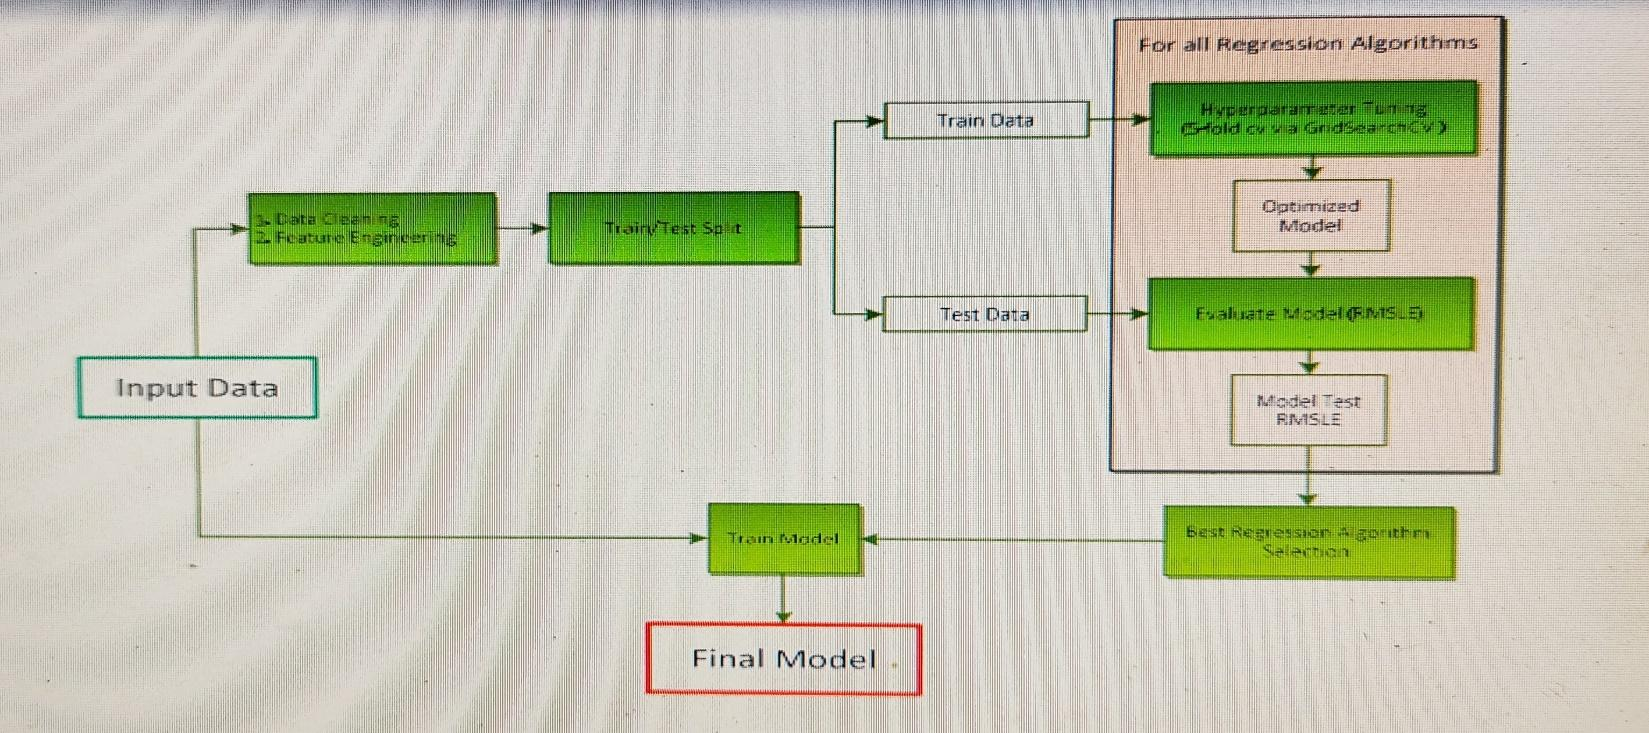 For all Regression Algorithms
Hyperparameter Tuning
(5-fold cv via GridSearchCV)
Train Data
Optimized
Model
1. Data Cleaning
2. Feature Engineering
Train/Test Split
Test Data
Evaluate Model (RMSLE)
Input Data
Model Test
RMSLE
Train Model
Best Regression Algorithm
Selection
Final Model